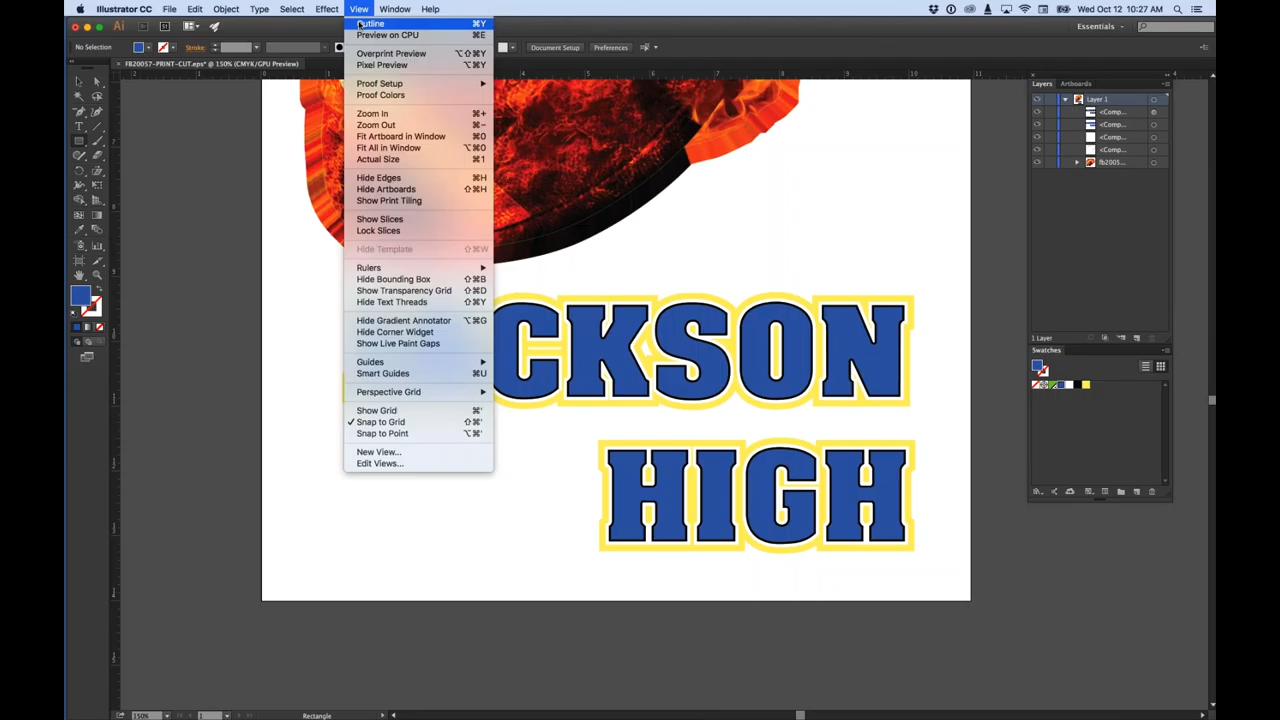 Illustrator CC File Edit Object Type Select Effect View Window Help
Wed Oct 12 10:27 AM
Essentials
No Selection
Stroke:
Document Setup
Preferences
FB20057-PRINT-CUT.eps* @ 150% (CMYK/GPU Preview)
Outline ⌘Y
Preview on CPU ⌘E
Overprint Preview ⌥⇧⌘Y
Pixel Preview ⌥⌘Y
Proof Setup
Proof Colors
Zoom In ⌘+
Zoom Out ⌘−
Fit Artboard in Window ⌘0
Fit All in Window ⌥⌘0
Actual Size ⌘1
Hide Edges ⌘H
Hide Artboards ⇧⌘H
Show Print Tiling
Show Slices
Lock Slices
Hide Template ⇧⌘W
Rulers
Hide Bounding Box ⇧⌘B
Show Transparency Grid ⇧⌘D
Hide Text Threads ⇧⌘Y
Hide Gradient Annotator ⌥⌘G
Hide Corner Widget
Show Live Paint Gaps
Guides
Smart Guides ⌘U
Perspective Grid
Show Grid ⌘'
✓ Snap to Grid ⇧⌘'
Snap to Point ⌥⌘'
New View...
Edit Views...
CKSON
HIGH
Layers Artboards
Layer 1
<Comp...
<Comp...
<Comp...
<Comp...
fb2005...
1 Layer
Swatches
150%
1
Rectangle